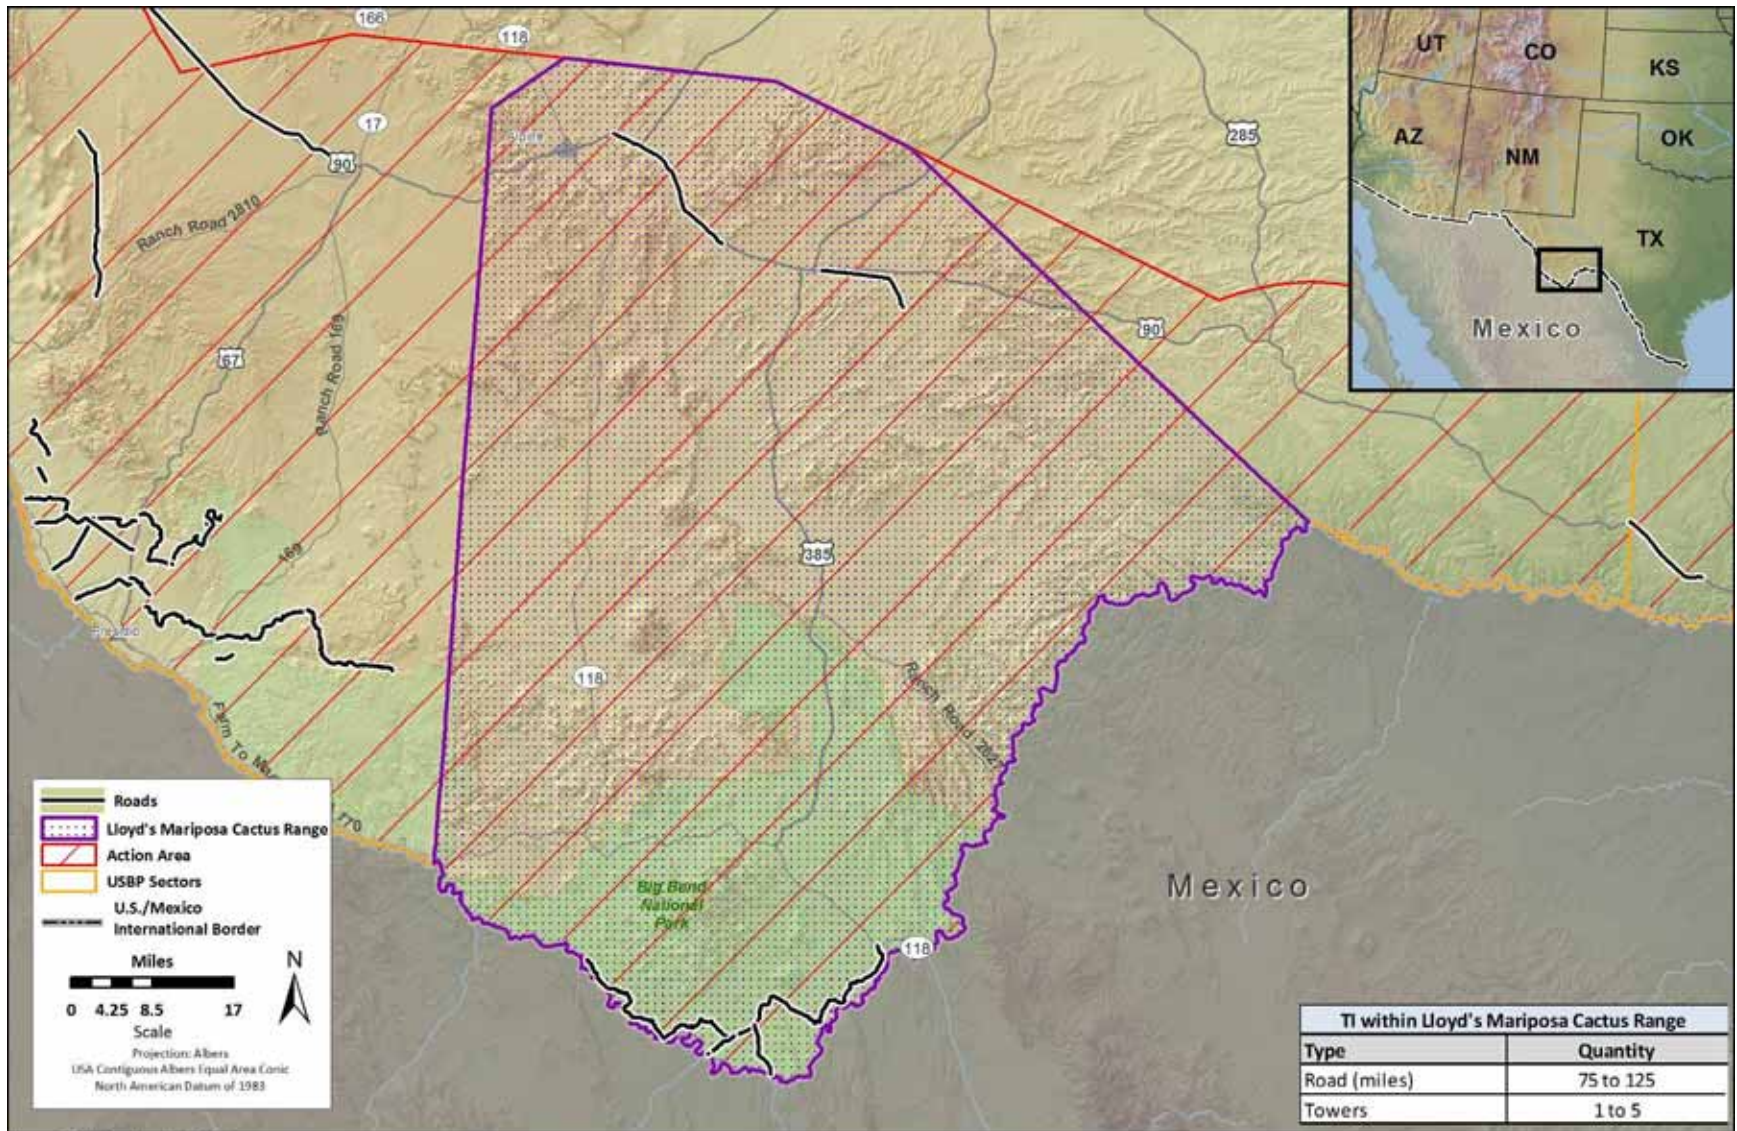 166
118
17
90
285
Alpine
Ranch Road 2810
67
Ranch Road 169
90
385
169
Presidio
118
Ranch Road 2627
Farm To
770
Big Bend
National
Park
118
Mexico
UT
CO
KS
AZ
NM
OK
TX
Mexico
Roads
Lloyd's Mariposa Cactus Range
Action Area
USBP Sectors
U.S./Mexico
International Border
Miles
N
0 4.25 8.5 17
Scale
Projection: Albers
USA Contiguous Albers Equal Area Conic
North American Datum of 1983
TI within Lloyd's Mariposa Cactus Range
Type Quantity
Road (miles) 75 to 125
Towers 1 to 5